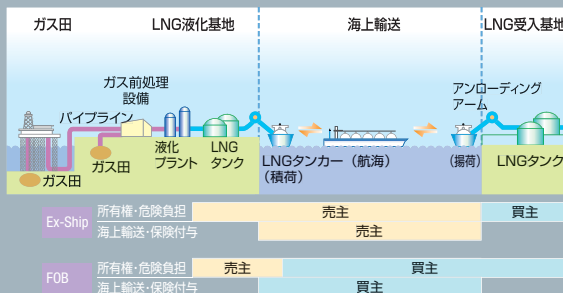 ガス田
LNG液化基地
海上輸送
LNG受入基地
ガス前処理
設備
パイプライン
アンローディング
アーム
ガス田
ガス田
液化
プラント
LNG
タンク
LNGタンカー（航海）
（積荷）
（揚荷）
LNGタンク
Ex-Ship
所有権・危険負担
売主
買主
海上輸送・保険付与
売主
FOB
所有権・危険負担
売主
買主
海上輸送・保険付与
買主